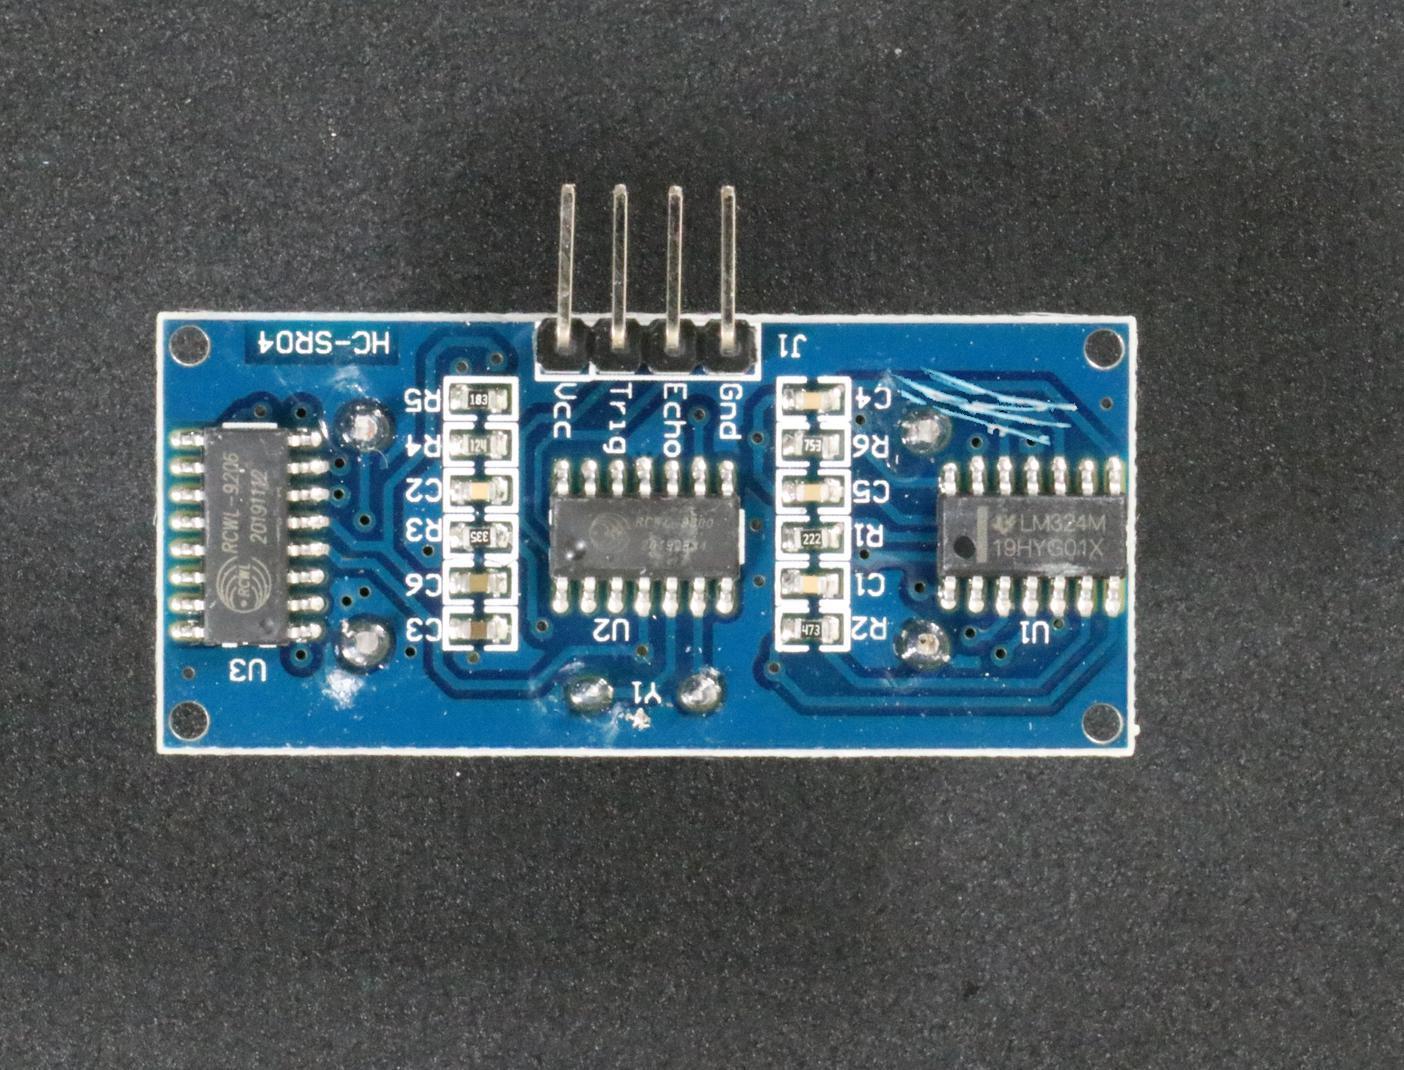 HC-SR04
J1
Vcc
Trig
Echo
Gnd
R5
183
R4
124
C2
R3
335
C6
C3
C4
R6
753
C5
R1
222
C1
R2
473
RCWL-9206
20191112
RCWL
U3
U2
Y1
LM324M
19HYG01X
U1